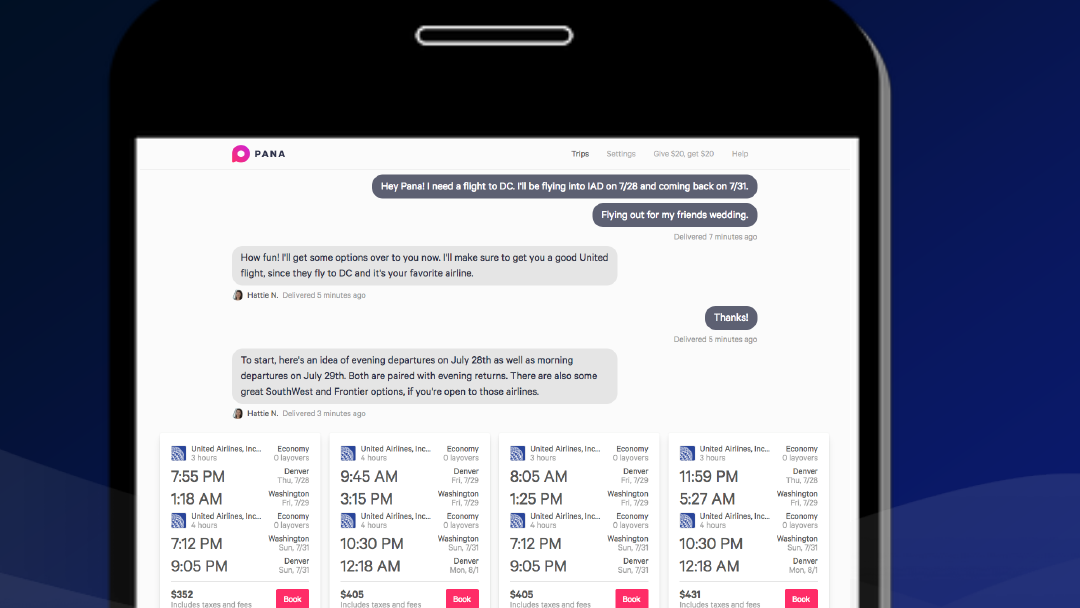 PANA
Trips Settings Give $20, get $20 Help
Hey Pana! I need a flight to DC. I'll be flying into IAD on 7/28 and coming back on 7/31.
Flying out for my friends wedding.
Delivered 7 minutes ago
How fun! I'll get some options over to you now. I'll make sure to get you a good United
flight, since they fly to DC and it's your favorite airline.
Hattie N. Delivered 5 minutes ago
Thanks!
Delivered 5 minutes ago
To start, here's an idea of evening departures on July 28th as well as morning
departures on July 29th. Both are paired with evening returns. There are also some
great SouthWest and Frontier options, if you're open to those airlines.
Hattie N. Delivered 3 minutes ago
United Airlines, Inc... Economy
3 hours 0 layovers
7:55 PM Denver
Thu, 7/28
1:18 AM Washington
Fri, 7/29
United Airlines, Inc... Economy
4 hours 0 layovers
7:12 PM Washington
Sun, 7/31
9:05 PM Denver
Sun, 7/31
$352 Book
Includes taxes and fees
United Airlines, Inc... Economy
4 hours 0 layovers
9:45 AM Denver
Fri, 7/29
3:15 PM Washington
Fri, 7/29
United Airlines, Inc... Economy
4 hours 0 layovers
10:30 PM Washington
Sun, 7/31
12:18 AM Denver
Mon, 8/1
$405 Book
Includes taxes and fees
United Airlines, Inc... Economy
3 hours 0 layovers
8:05 AM Denver
Fri, 7/29
1:25 PM Washington
Fri, 7/29
United Airlines, Inc... Economy
4 hours 0 layovers
7:12 PM Washington
Sun, 7/31
9:05 PM Denver
Sun, 7/31
$405 Book
Includes taxes and fees
United Airlines, Inc... Economy
3 hours 0 layovers
11:59 PM Denver
Thu, 7/28
5:27 AM Washington
Fri, 7/29
United Airlines, Inc... Economy
4 hours 0 layovers
10:30 PM Washington
Sun, 7/31
12:18 AM Denver
Mon, 8/1
$431 Book
Includes taxes and fees